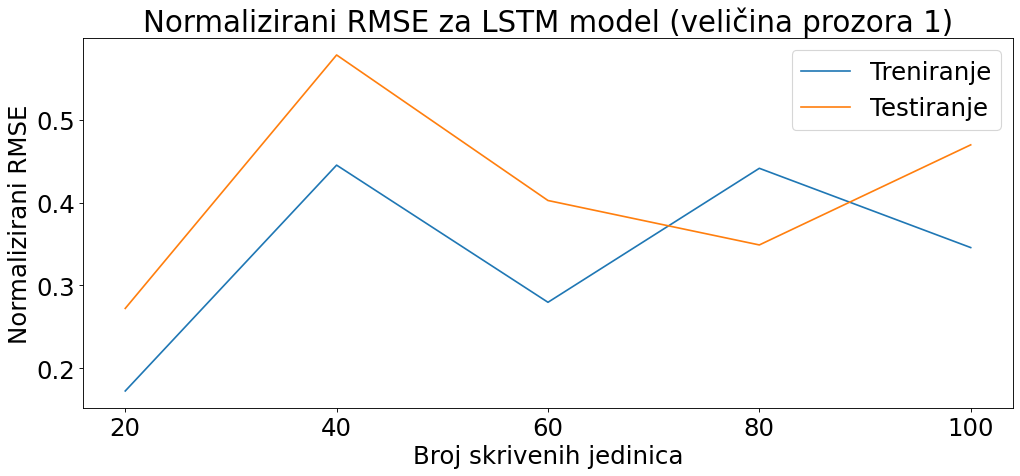 Normalizirani RMSE za LSTM model (veličina prozora 1)
Treniranje
Testiranje
Normalizirani RMSE
0.5
0.4
0.3
0.2
20 40 60 80 100
Broj skrivenih jedinica